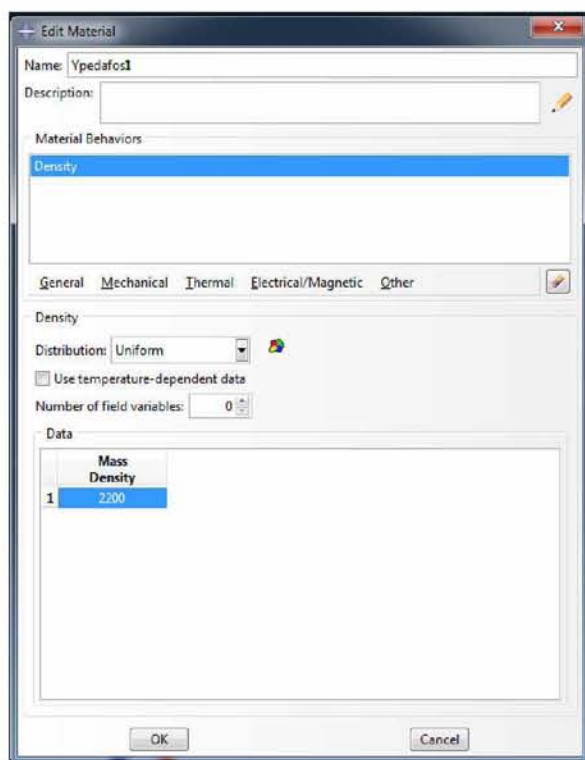 Edit Material
Name: Ypedafos1
Description:
Material Behaviors
Density
General Mechanical Thermal Electrical/Magnetic Other
Density
Distribution: Uniform
Use temperature-dependent data
Number of field variables: 0
Data
Mass
Density
1 2200
OK Cancel